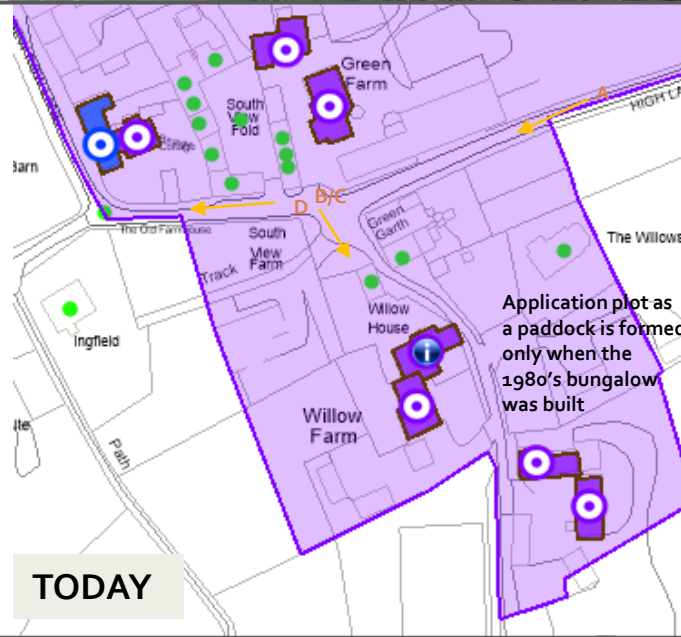 Green
Farm
South
View
Fold
A
HIGH LA
Barn
B/C
D
Green
Garth
The Old Farmhouse
South
View
Farm
Track
The Willows
Willow
House
Application plot as
a paddock is formed
only when the
1980's bungalow
was built
Ingfield
i
Willow
Farm
Path
TODAY